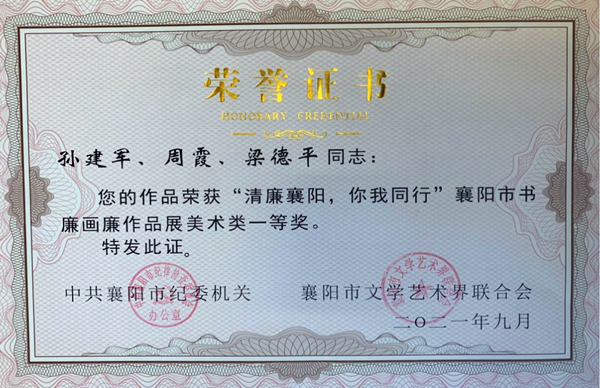 荣誉证书
HONORARY CREDENTIAL
孙建军、周霞、梁德平同志：
您的作品荣获“清廉襄阳，你我同行”襄阳市书
廉画廉作品展美术类一等奖。
特发此证。
中共襄阳市纪委机关 襄阳市文学艺术界联合会
办公室
二〇二一年九月